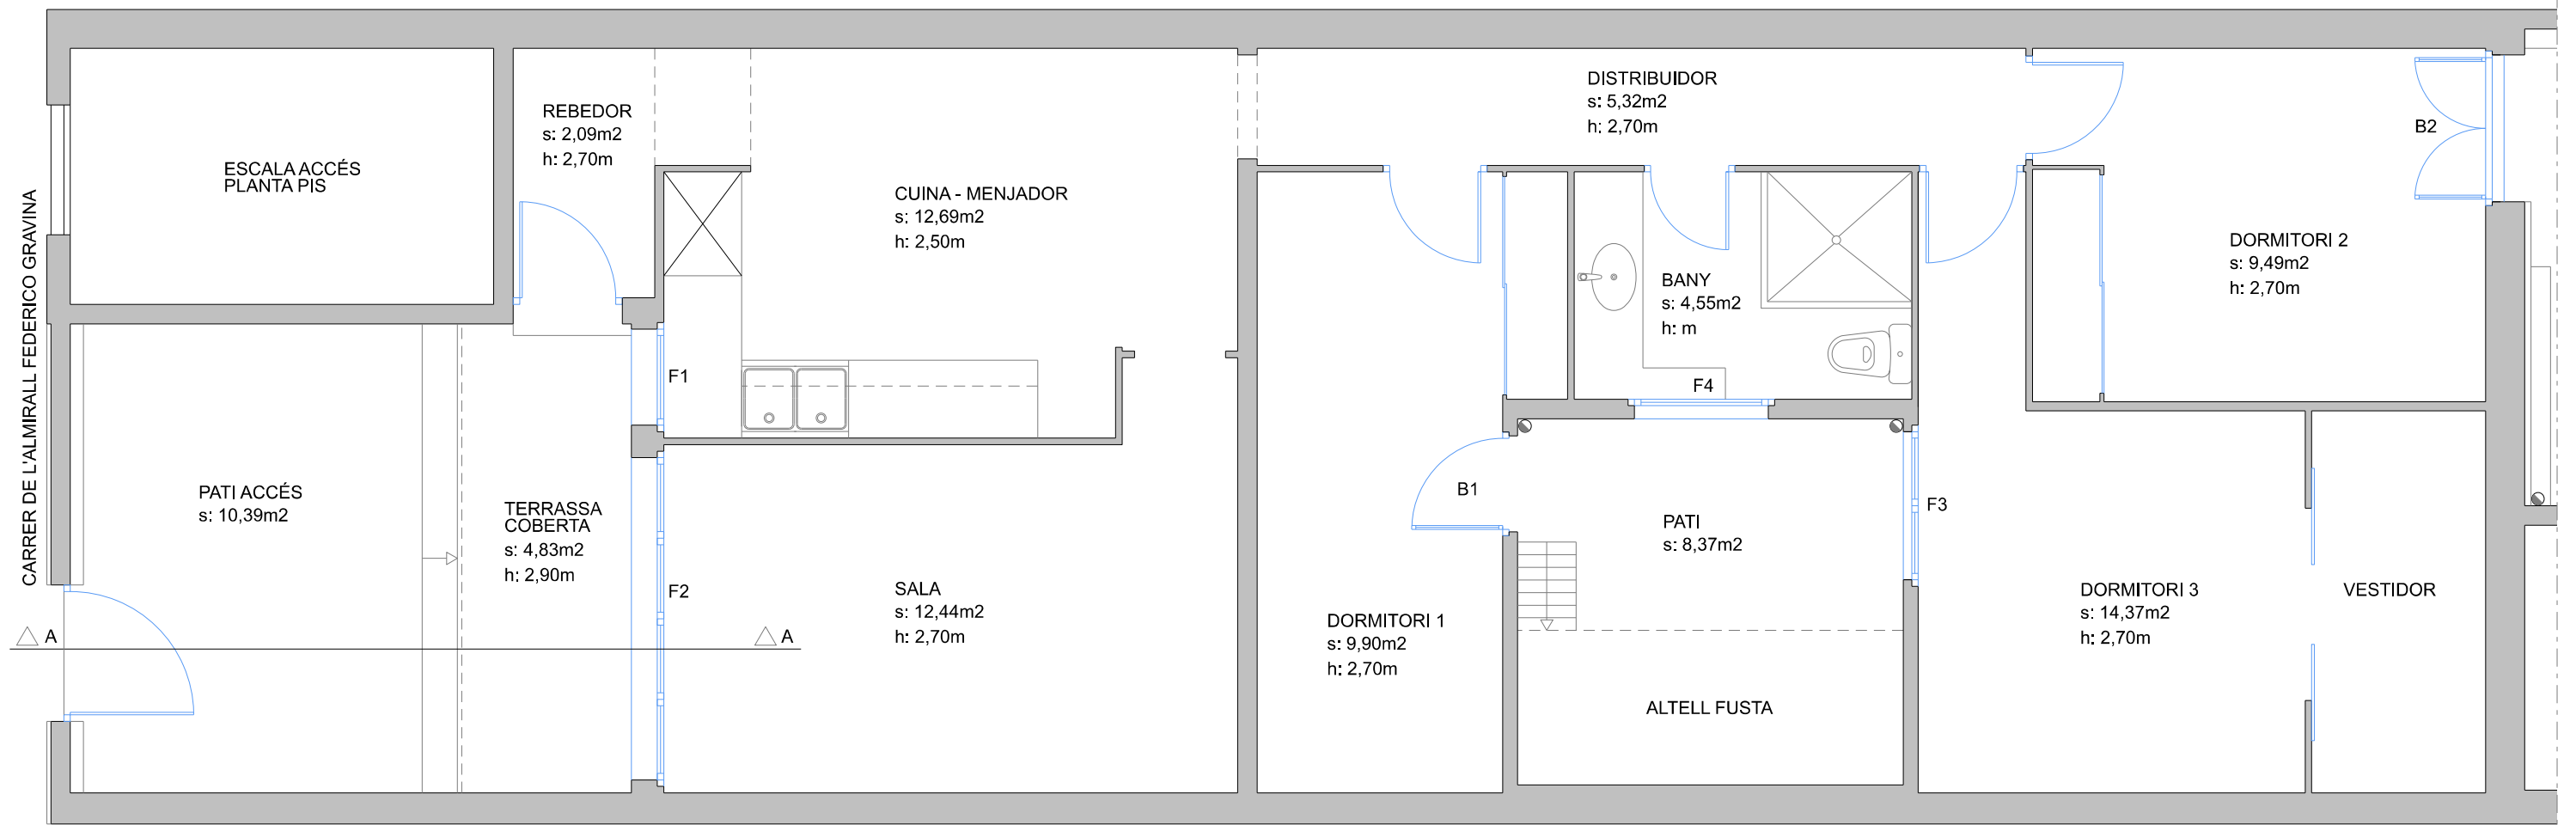 CARRER DE L'ALMIRALL FEDERICO GRAVINA
ESCALA ACCÉS
PLANTA PIS
REBEDOR
s: 2,09m2
h: 2,70m
CUINA - MENJADOR
s: 12,69m2
h: 2,50m
DISTRIBUIDOR
s: 5,32m2
h: 2,70m
B2
DORMITORI 2
s: 9,49m2
h: 2,70m
BANY
s: 4,55m2
h: m
F1
F4
PATI ACCÉS
s: 10,39m2
TERRASSA
COBERTA
s: 4,83m2
h: 2,90m
F2
SALA
s: 12,44m2
h: 2,70m
B1
PATI
s: 8,37m2
F3
DORMITORI 1
s: 9,90m2
h: 2,70m
DORMITORI 3
s: 14,37m2
h: 2,70m
VESTIDOR
A
A
ALTELL FUSTA